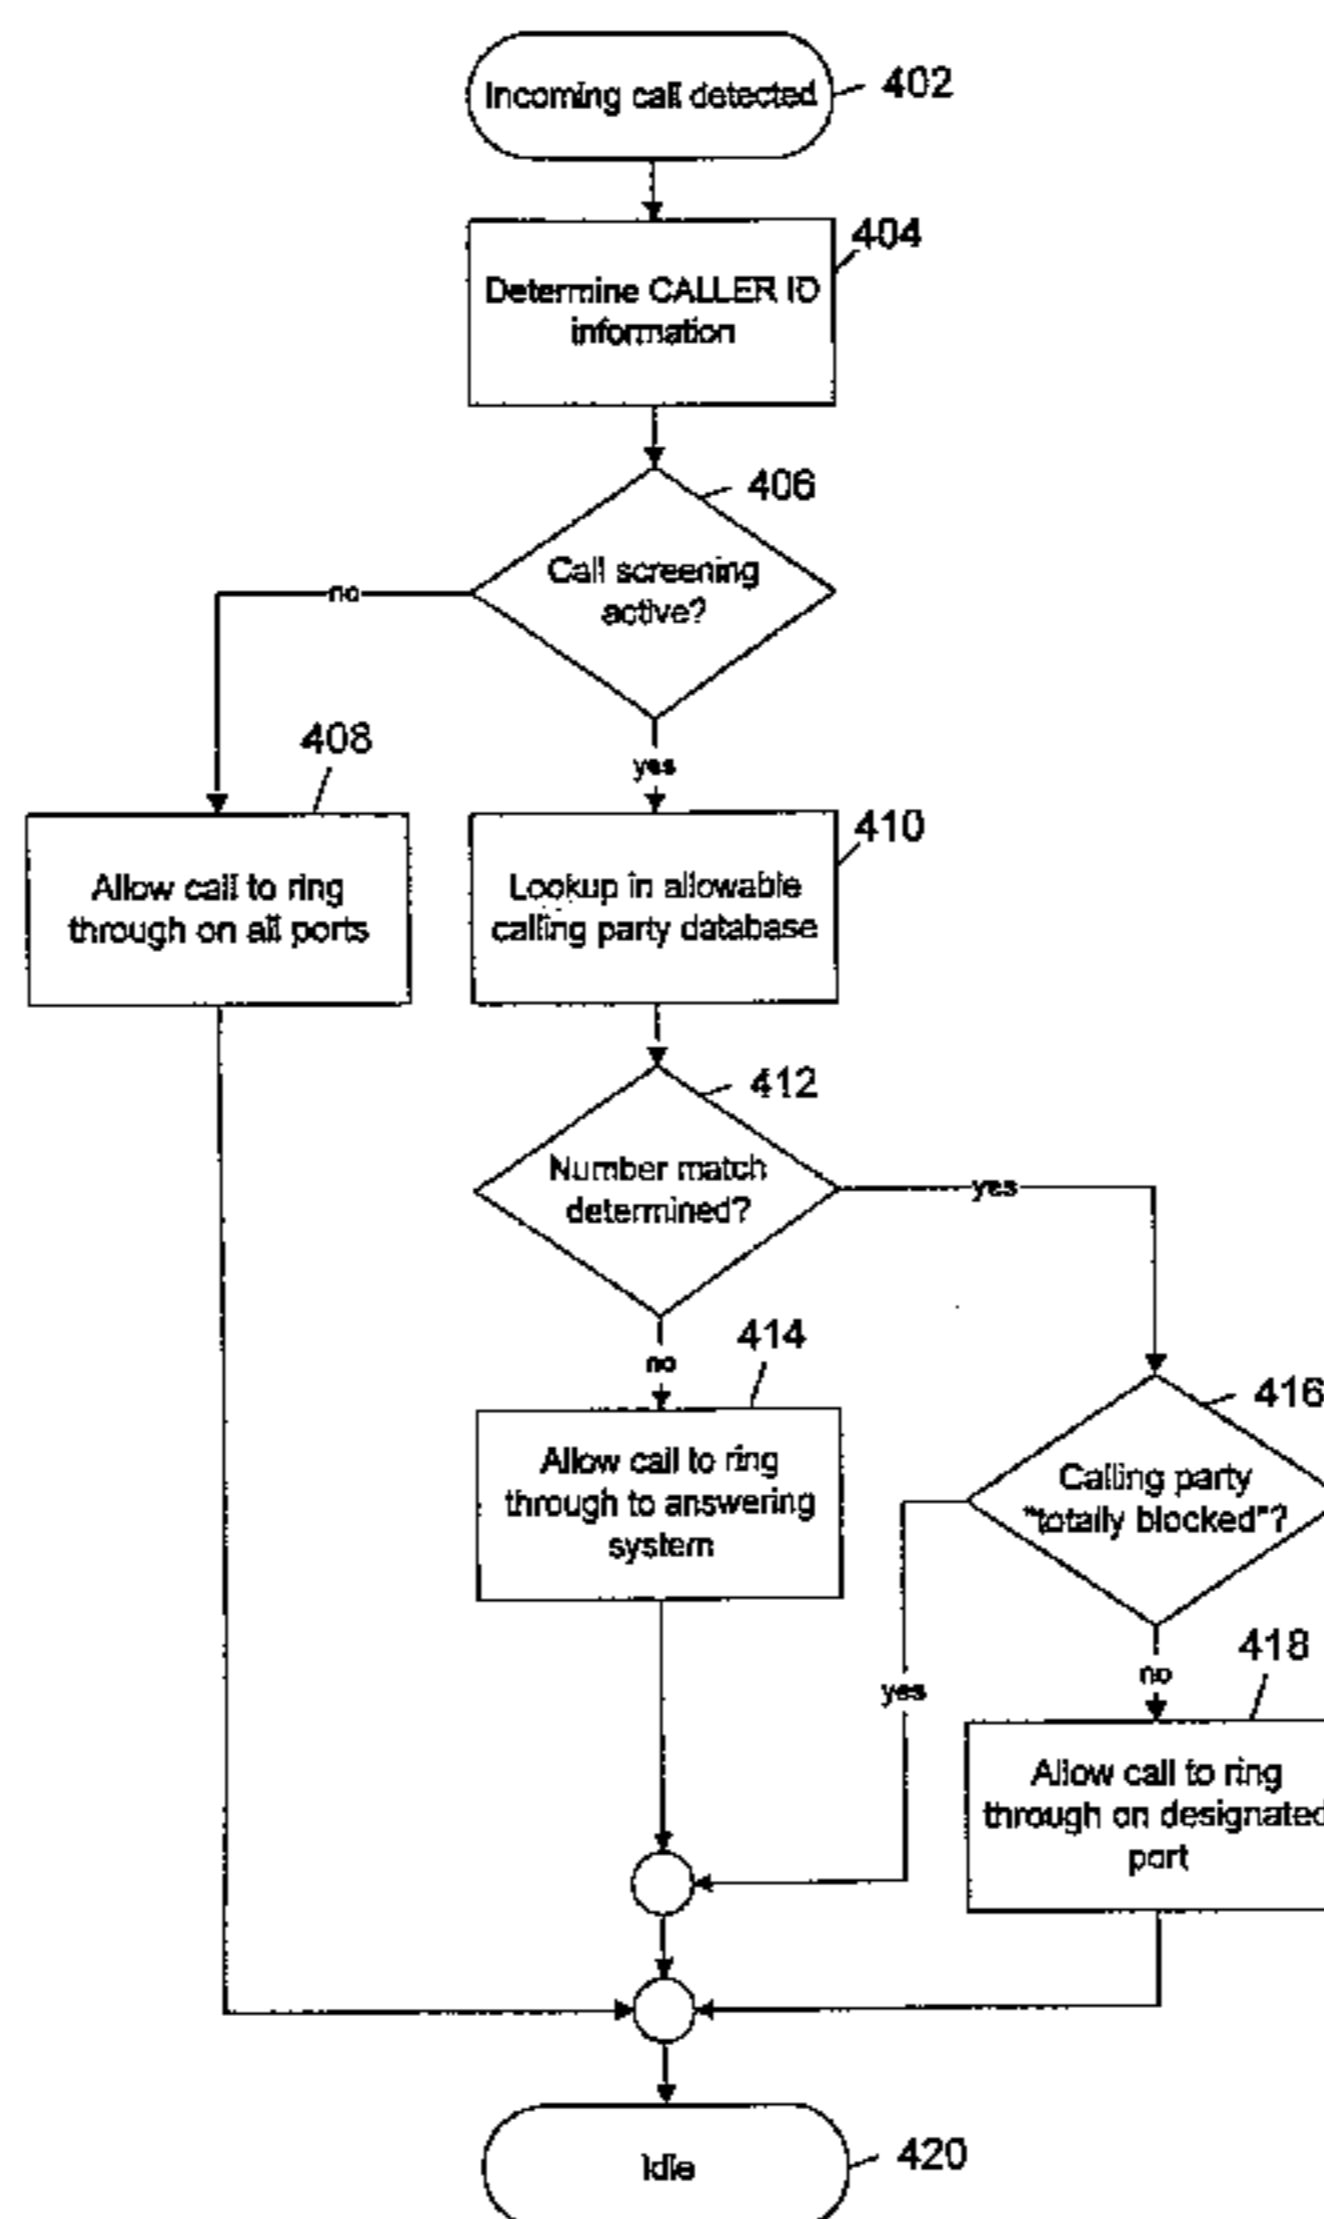 Incoming call detected
402
404
Determine CALLER ID
information
406
Call screening
active?
no
408
yes
410
Allow call to ring
through on all ports
Lookup in allowable
calling party database
412
Number match
determined?
yes
no
414
416
Allow call to ring
through to answering
system
Calling party
"totally blocked"?
yes
no
418
Allow call to ring
through on designated
port
Idle
420